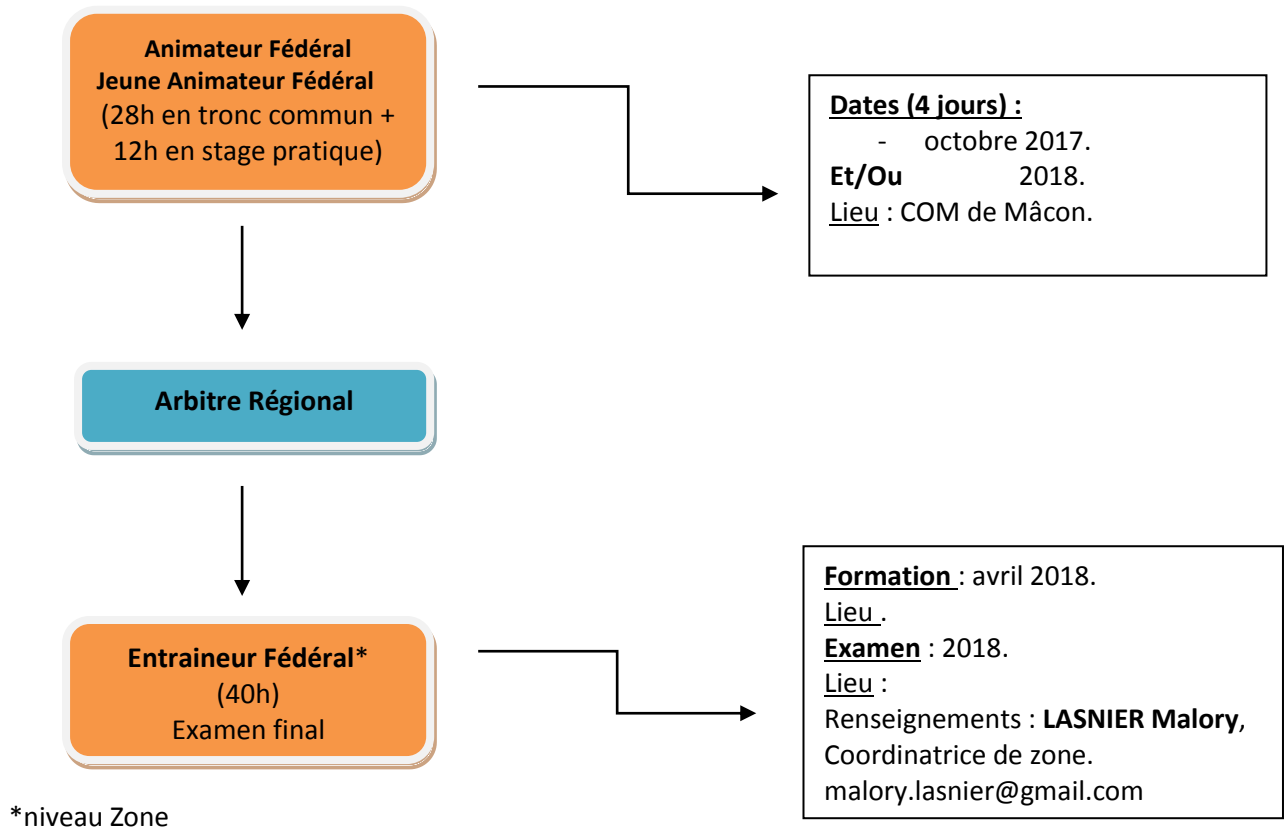 Animateur Fédéral
Jeune Animateur Fédéral
(28h en tronc commun +
12h en stage pratique)
Dates (4 jours) :
- octobre 2017.
Et/Ou 2018.
Lieu : COM de Mâcon.
Arbitre Régional
Entraineur Fédéral*
(40h)
Examen final
Formation : avril 2018.
Lieu .
Examen : 2018.
Lieu :
Renseignements : LASNIER Malory,
Coordinatrice de zone.
malory.lasnier@gmail.com
*niveau Zone